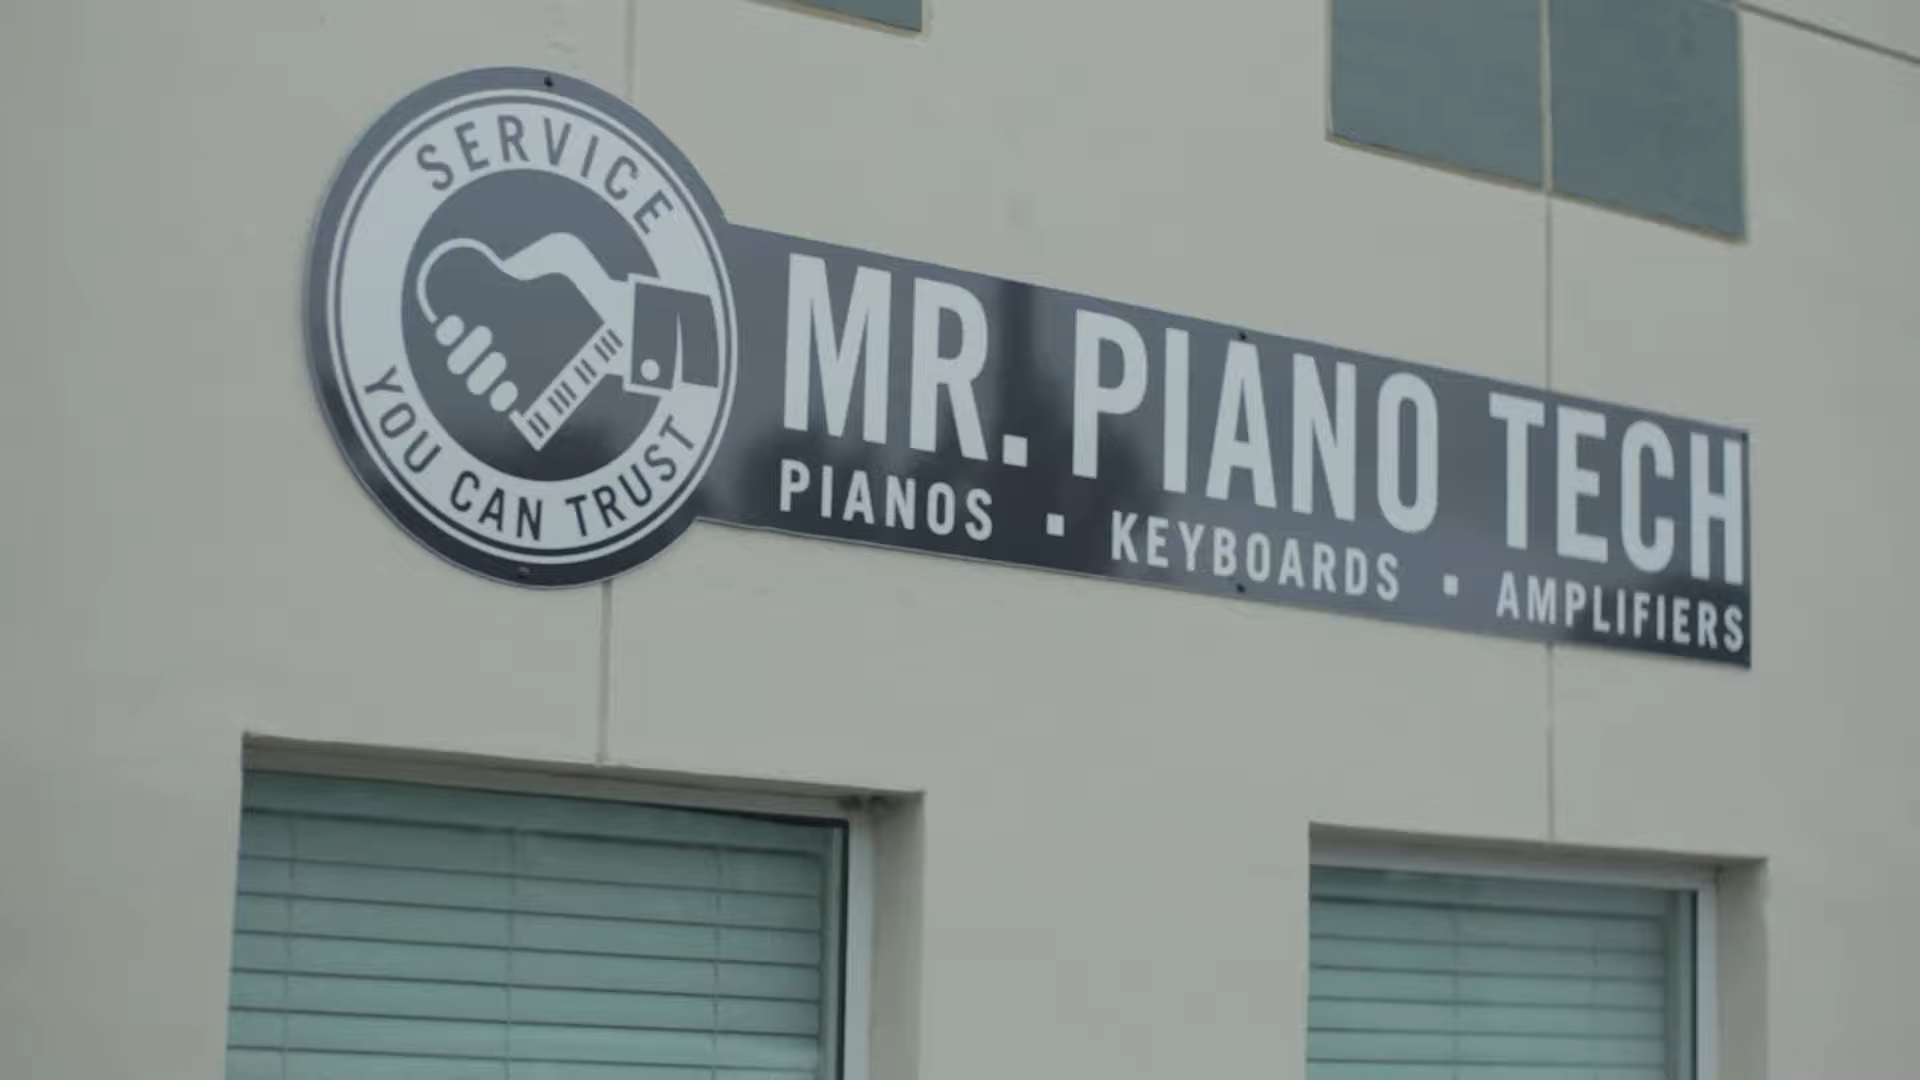 SERVICE
YOU CAN TRUST
MR. PIANO TECH
PIANOS ▪ KEYBOARDS ▪ AMPLIFIERS